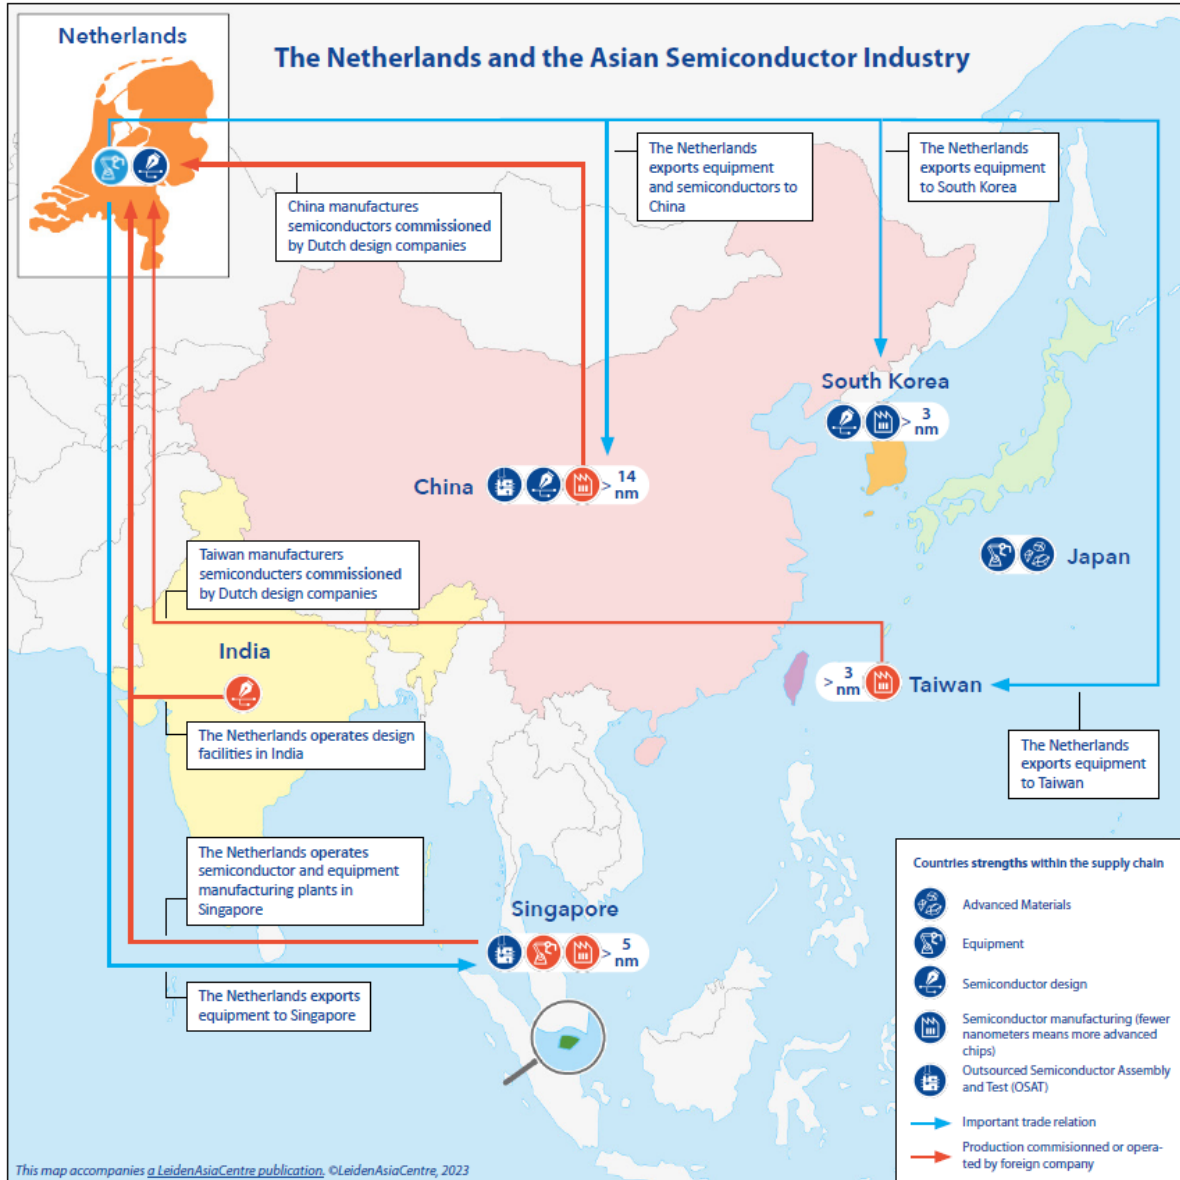 Netherlands
The Netherlands and the Asian Semiconductor Industry
The Netherlands
exports equipment
and semiconductors to
China
The Netherlands
exports equipment
to South Korea
China manufactures
semiconductors commissioned
by Dutch design companies
South Korea
> 3
nm
China
> 14
nm
Japan
Taiwan manufacturers
semiconducters commissioned
by Dutch design companies
India
> 3
nm
Taiwan
The Netherlands operates design
facilities in India
The Netherlands
exports equipment
to Taiwan
The Netherlands operates
semiconductor and equipment
manufacturing plants in
Singapore
Singapore
> 5
nm
The Netherlands exports
equipment to Singapore
Countries strengths within the supply chain
Advanced Materials
Equipment
Semiconductor design
Semiconductor manufacturing (fewer
nanometers means more advanced
chips)
Outsourced Semiconductor Assembly
and Test (OSAT)
Important trade relation
Production commisionned or opera-
ted by foreign company
This map accompanies a LeidenAsiaCentre publication. ©LeidenAsiaCentre, 2023